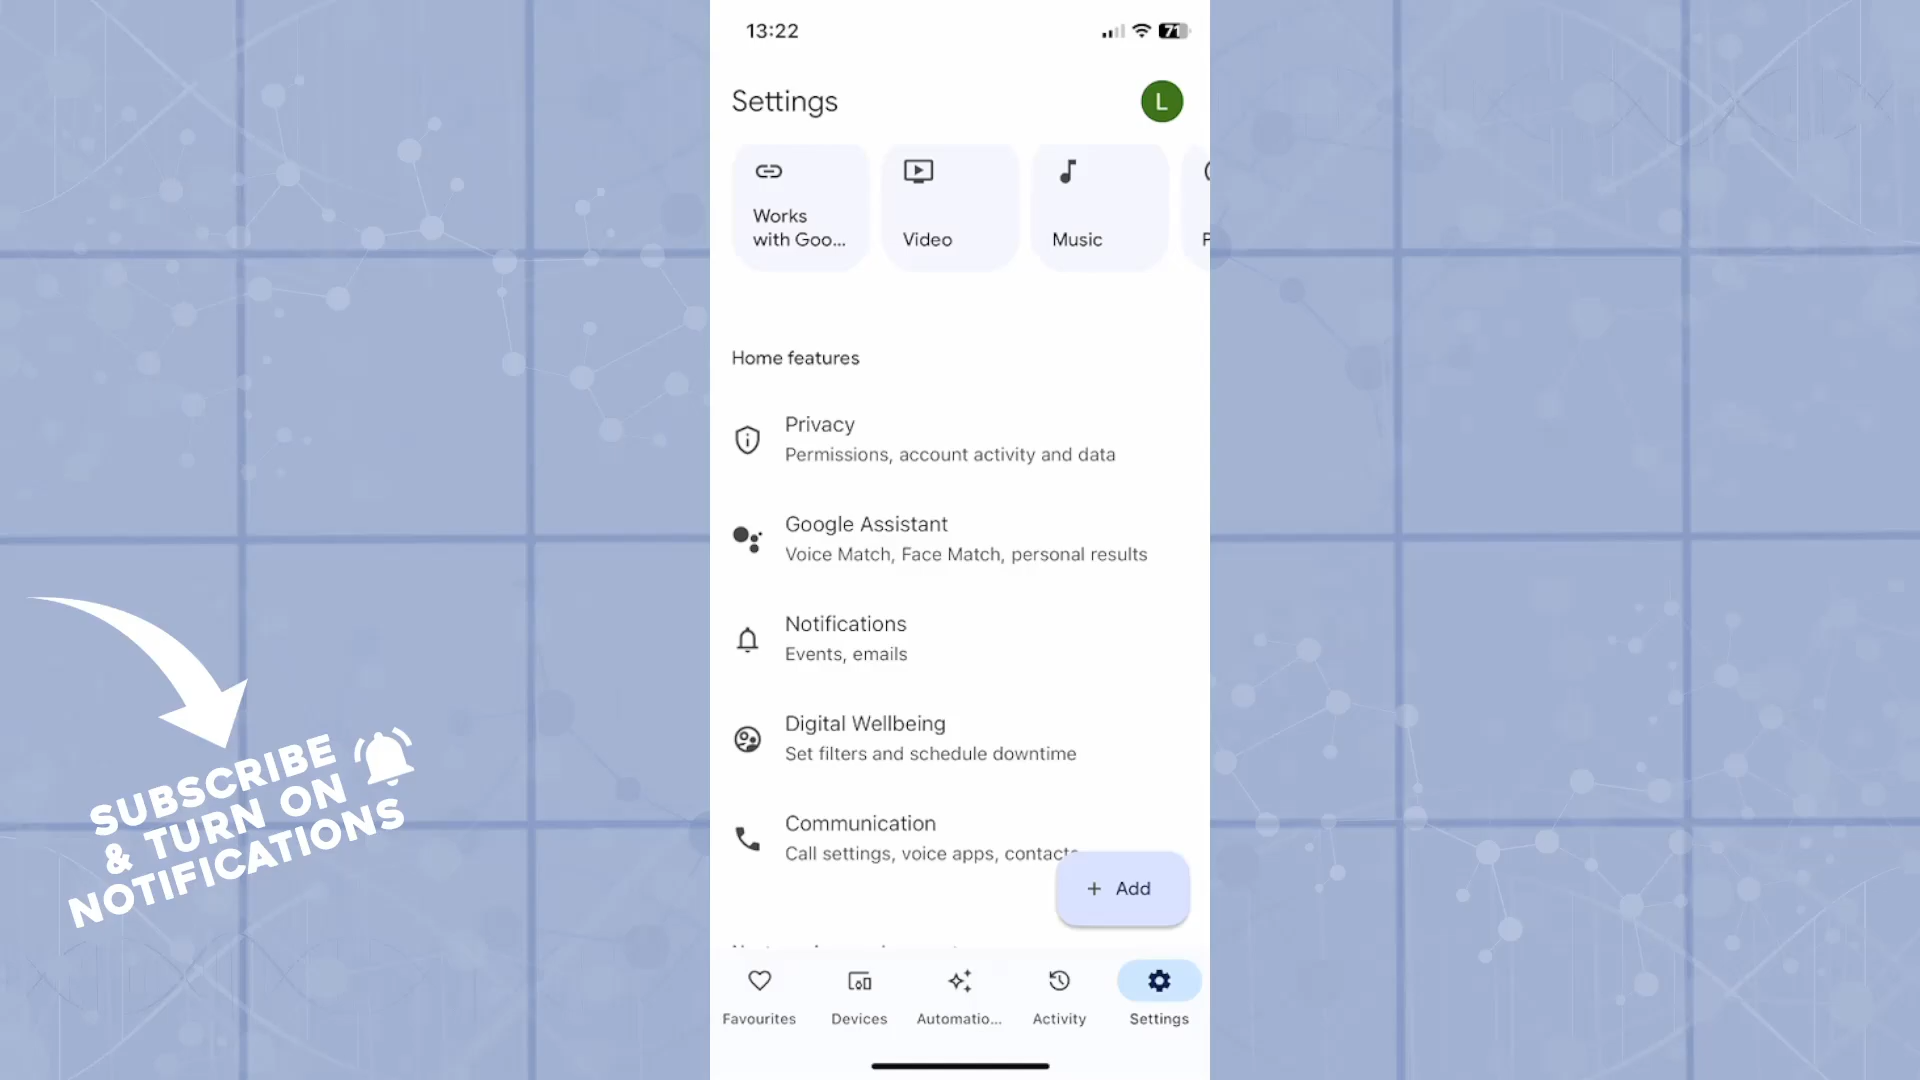 13:22
71
Settings
L
Works
with Goo...
Video
Music
Home features
Privacy
Permissions, account activity and data
Google Assistant
Voice Match, Face Match, personal results
Notifications
Events, emails
Digital Wellbeing
Set filters and schedule downtime
Communication
Call settings, voice apps, contacts
+ Add
Favourites
Devices
Automatio...
Activity
Settings
SUBSCRIBE
& TURN ON
NOTIFICATIONS